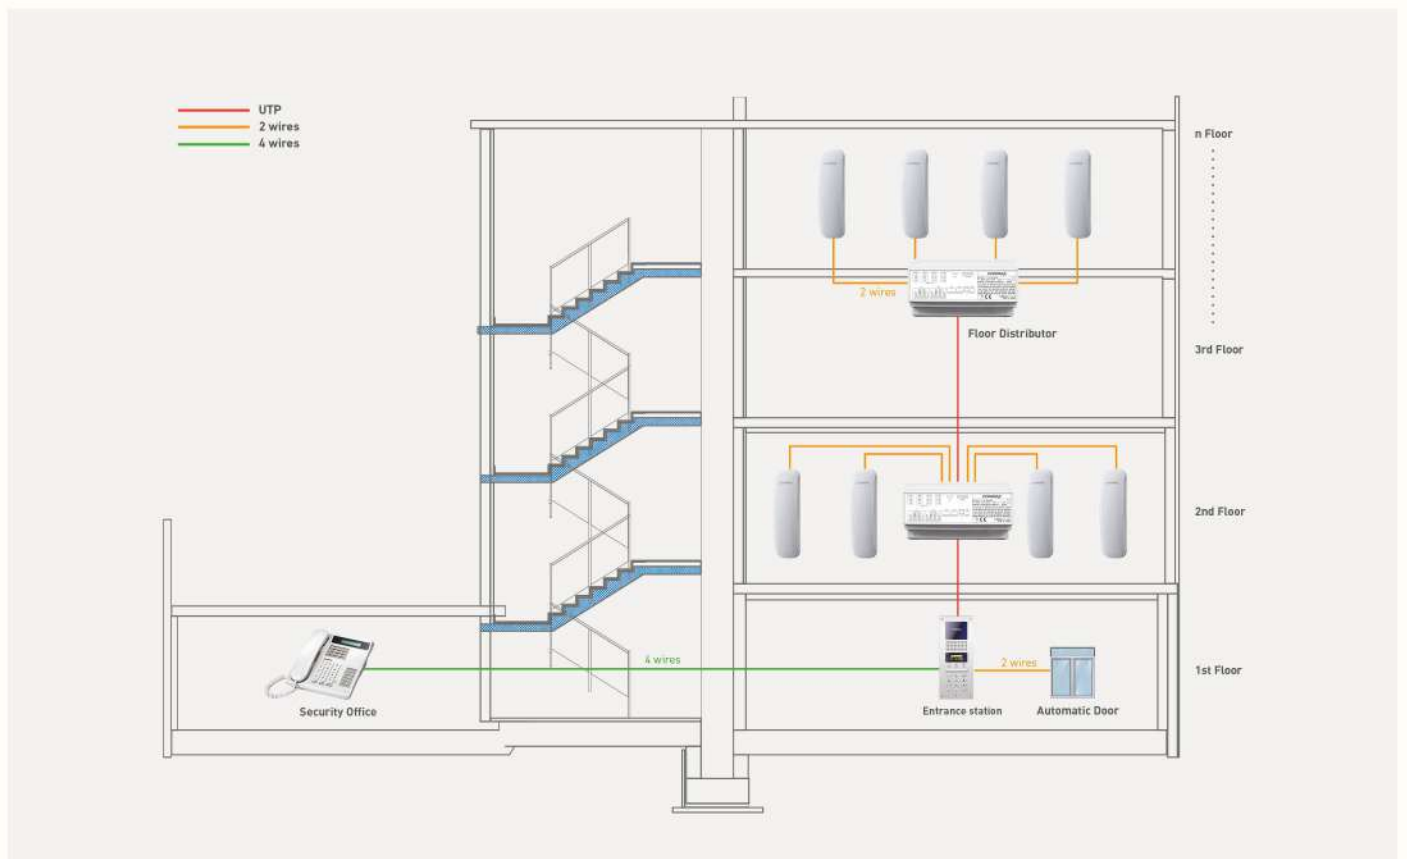 UTP
2 wires
4 wires
n Floor
2 wires
Floor Distributor
3rd Floor
2nd Floor
4 wires
2 wires
1st Floor
Security Office
Entrance station
Automatic Door